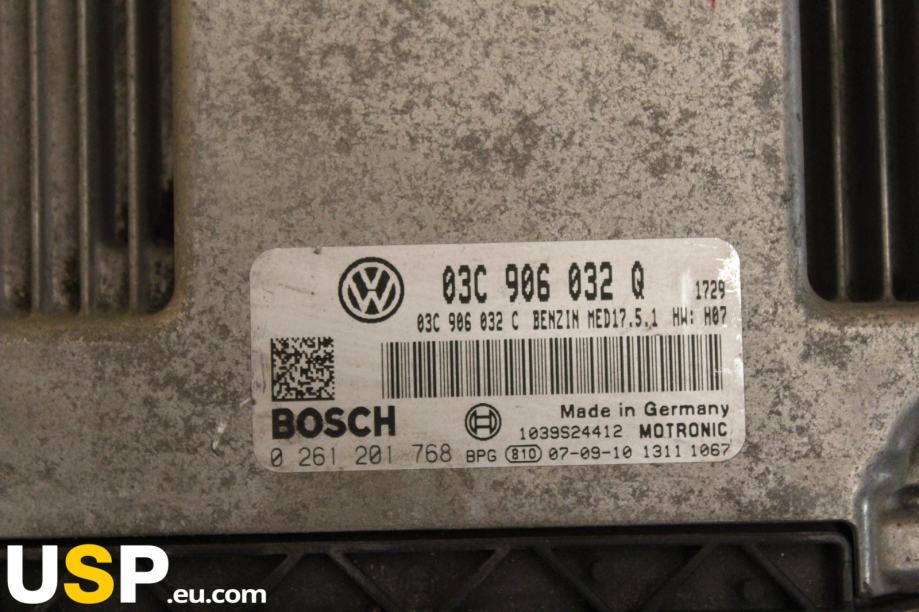 VW
03C 906 032 Q 1729
03C 906 032 C BENZIN MED17.5.1 HW: H07
BOSCH
Made in Germany
1039S24412 MOTRONIC
0 261 201 768 BPG 810 07-09-10 1311 1067
USP.eu.com